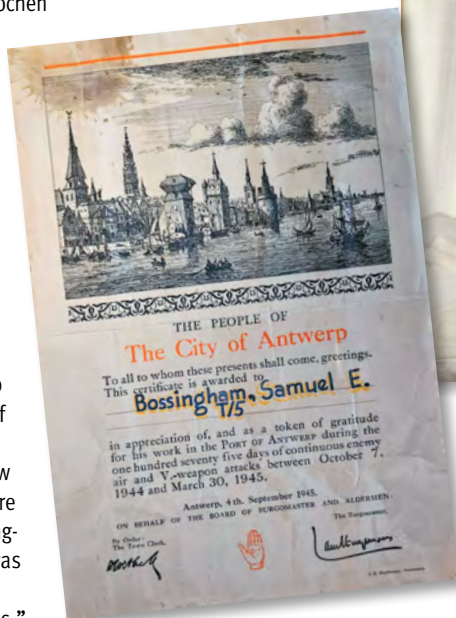 ochen
THE PEOPLE OF
The City of Antwerp
To all to whom these presents shall come, greetings.
This certificate is awarded to
Bossingham, Samuel E.
T/5
in appreciation of, and as a token of gratitude
for his work in the PORT OF ANTWERP during the
one hundred seventy five days of continuous enemy
air and V.-weapon attacks between October 7,
1944 and March 30, 1945.
Antwerp, 4th. September 1945.
ON BEHALF OF THE BOARD OF BURGOMASTER AND ALDERMEN:
By Order:
The Town Clerk,
The Burgomaster,
f
w
re
g-
as
s.”